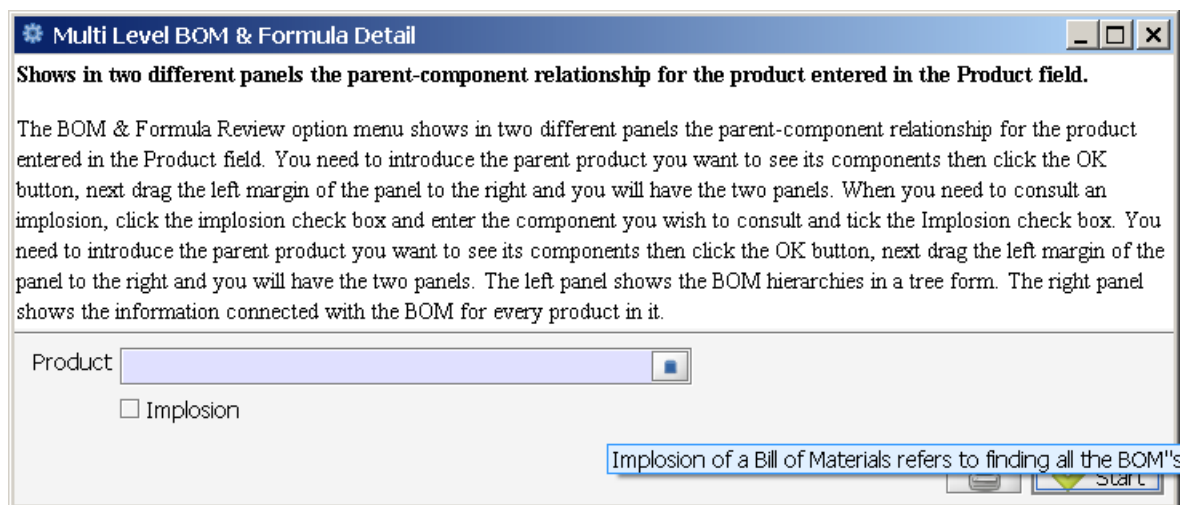 Multi Level BOM & Formula Detail
Shows in two different panels the parent-component relationship for the product entered in the Product field.
The BOM & Formula Review option menu shows in two different panels the parent-component relationship for the product
entered in the Product field. You need to introduce the parent product you want to see its components then click the OK
button, next drag the left margin of the panel to the right and you will have the two panels. When you need to consult an
implosion, click the implosion check box and enter the component you wish to consult and tick the Implosion check box. You
need to introduce the parent product you want to see its components then click the OK button, next drag the left margin of the
panel to the right and you will have the two panels. The left panel shows the BOM hierarchies in a tree form. The right panel
shows the information connected with the BOM for every product in it.
Product
Implosion
Implosion of a Bill of Materials refers to finding all the BOM"s
Start